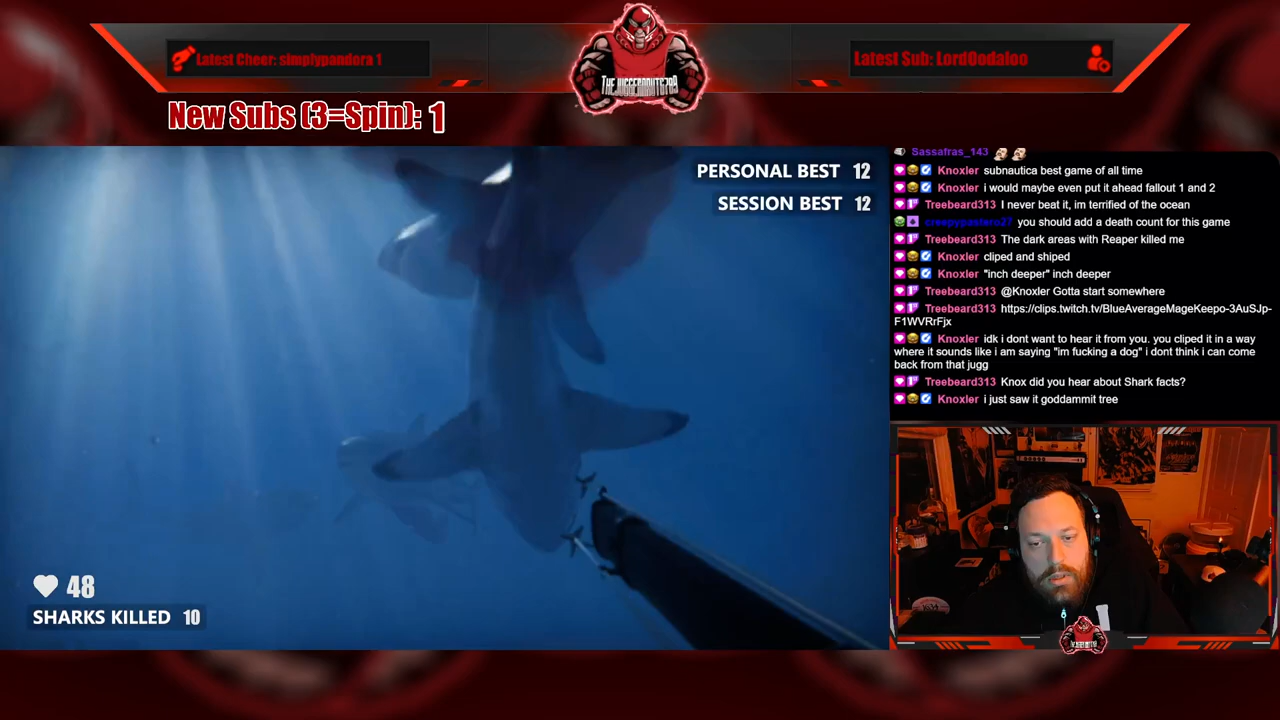 Latest Cheer: simplypandora 1
THEJUGGERNAUT6789
Latest Sub: LordOodaloo
New Subs (3=Spin): 1
PERSONAL BEST 12
SESSION BEST 12
48
SHARKS KILLED 10
Sassafras_143
Knoxler subnautica best game of all time
Knoxler i would maybe even put it ahead fallout 1 and 2
Treebeard313 I never beat it, im terrified of the ocean
creepypastero27 you should add a death count for this game
Treebeard313 The dark areas with Reaper killed me
Knoxler cliped and shiped
Knoxler "inch deeper" inch deeper
Treebeard313 @Knoxler Gotta start somewhere
Treebeard313 https://clips.twitch.tv/BlueAverageMageKeepo-3AuSJp-
F1WVRrFjx
Knoxler idk i dont want to hear it from you. you cliped it in a way
where it sounds like i am saying "im fucking a dog" i dont think i can come
back from that jugg
Treebeard313 Knox did you hear about Shark facts?
Knoxler i just saw it goddammit tree